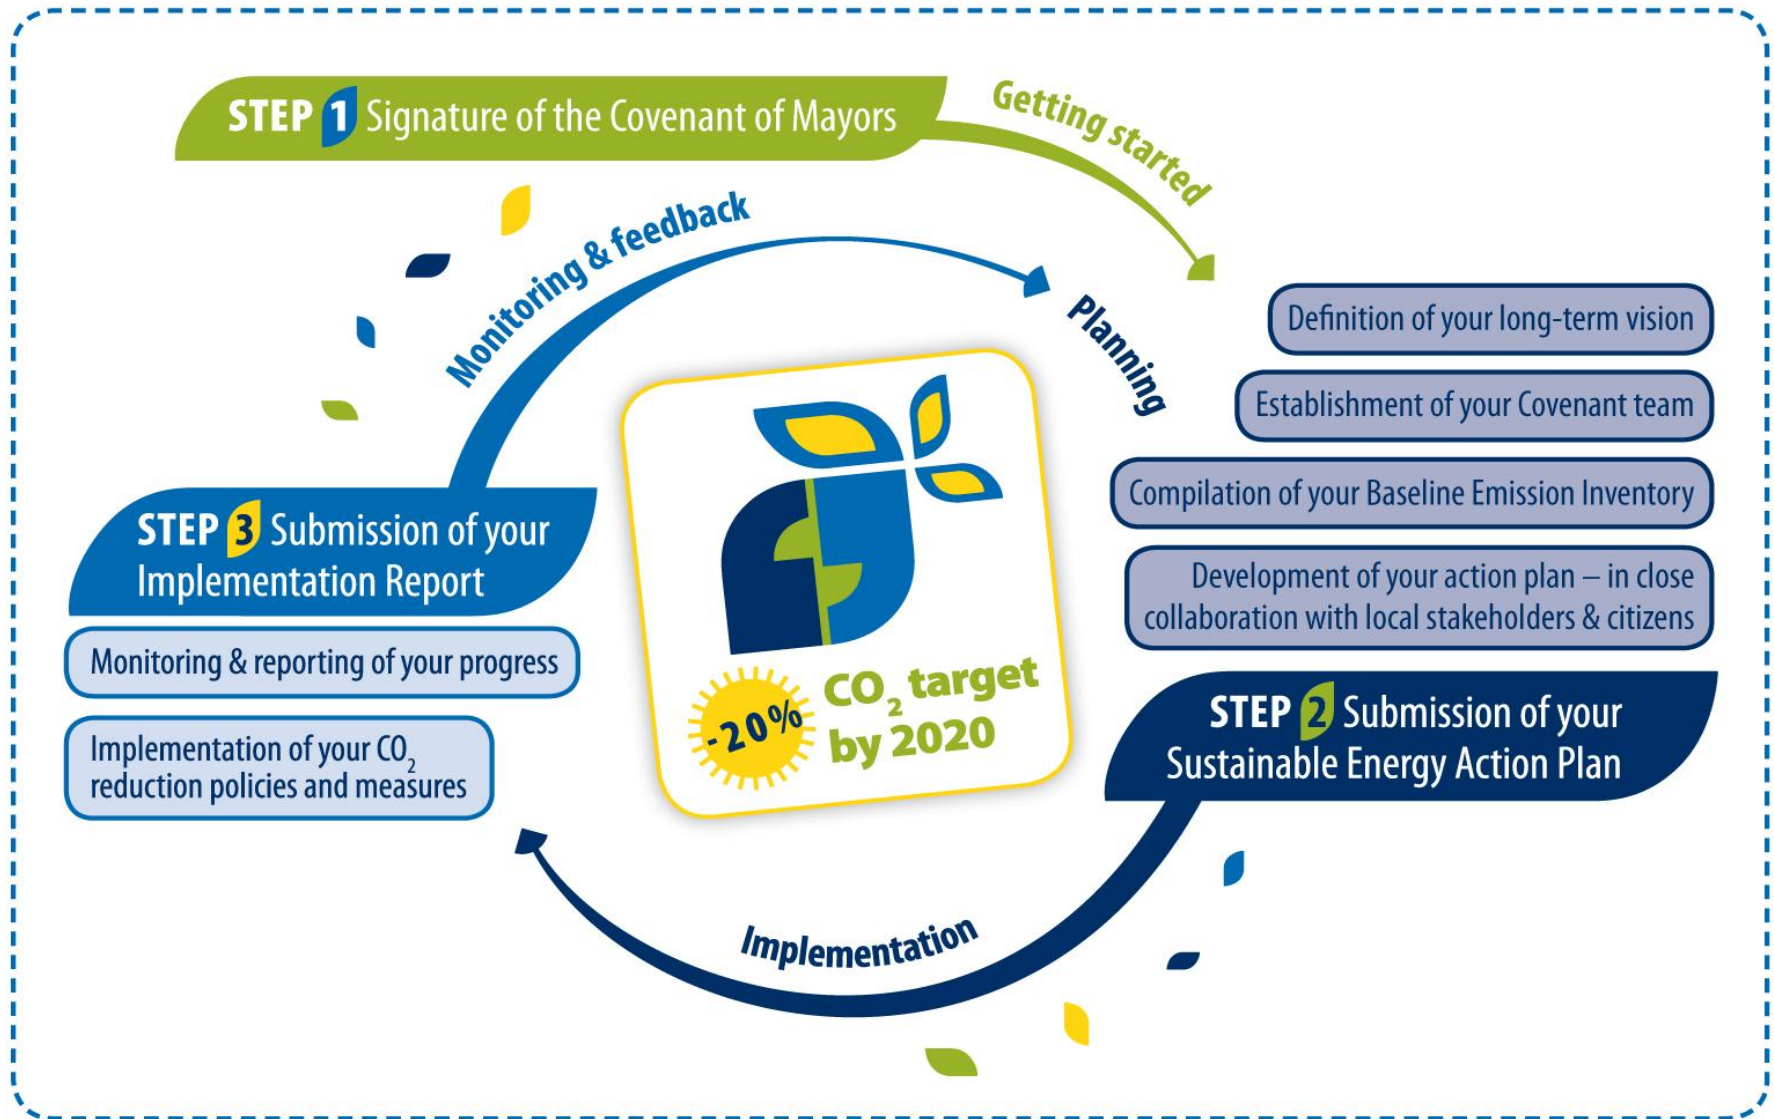 STEP 1 Signature of the Covenant of Mayors
Getting started
Monitoring & feedback
Planning
Definition of your long-term vision
Establishment of your Covenant team
Compilation of your Baseline Emission Inventory
Development of your action plan – in close
collaboration with local stakeholders & citizens
STEP 2 Submission of your
Sustainable Energy Action Plan
Implementation
STEP 3 Submission of your
Implementation Report
Monitoring & reporting of your progress
Implementation of your CO₂
reduction policies and measures
-20%
CO₂ target
by 2020